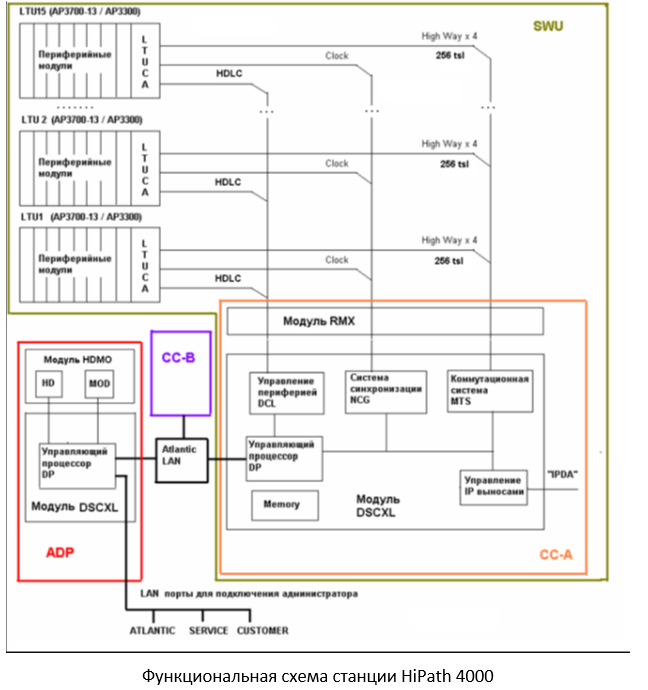 LTU15 (AP3700-13 / AP3300)
SWU
Периферийные
модули
L
T
U
C
A
High Way x 4
256 tsl
Clock
HDLC
LTU 2 (AP3700-13 / AP3300)
Периферийные
модули
L
T
U
C
A
High Way x 4
256 tsl
Clock
HDLC
LTU1 (AP3700-13 / AP3300)
Периферийные
модули
L
T
U
C
A
High Way x 4
256 tsl
Clock
HDLC
Модуль RMX
Модуль HDMO
HD
MOD
Управляющий
процессор
DP
Модуль DSCXL
ADP
CC-B
Atlantic
LAN
Управление
периферией
DCL
Система
синхронизации
NCG
Коммутационная
система
MTS
Управляющий
процессор
DP
Memory
Модуль
DSCXL
Управление
IP выносами
"IPDA"
CC-A
LAN порты для подключения администратора
ATLANTIC SERVICE CUSTOMER
Функциональная схема станции HiPath 4000